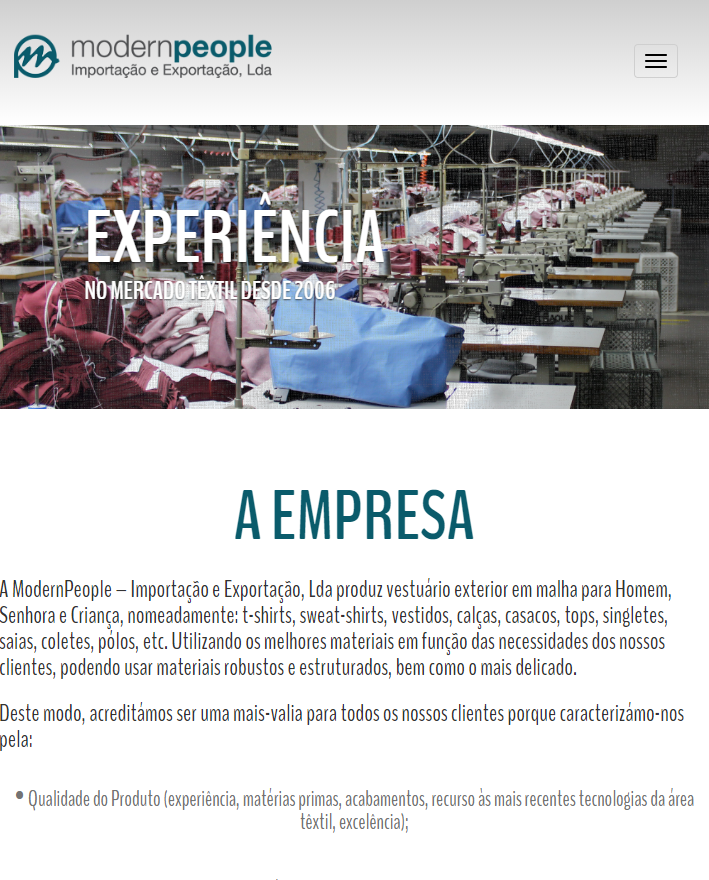 modernpeople
Importação e Exportação, Lda
EXPERIÊNCIA
NO MERCADO TÊXTIL DESDE 2006
A EMPRESA
A ModernPeople – Importação e Exportação, Lda produz vestuário exterior em malha para Homem,
Senhora e Criança, nomeadamente: t-shirts, sweat-shirts, vestidos, calças, casacos, tops, singletes,
saias, coletes, pólos, etc. Utilizando os melhores materiais em função das necessidades dos nossos
clientes, podendo usar materiais robustos e estruturados, bem como o mais delicado.
Deste modo, acreditámos ser uma mais-valia para todos os nossos clientes porque caracterizámo-nos
pela:
• Qualidade do Produto (experiência, matérias primas, acabamentos, recurso às mais recentes tecnologias da área
têxtil, excelência);